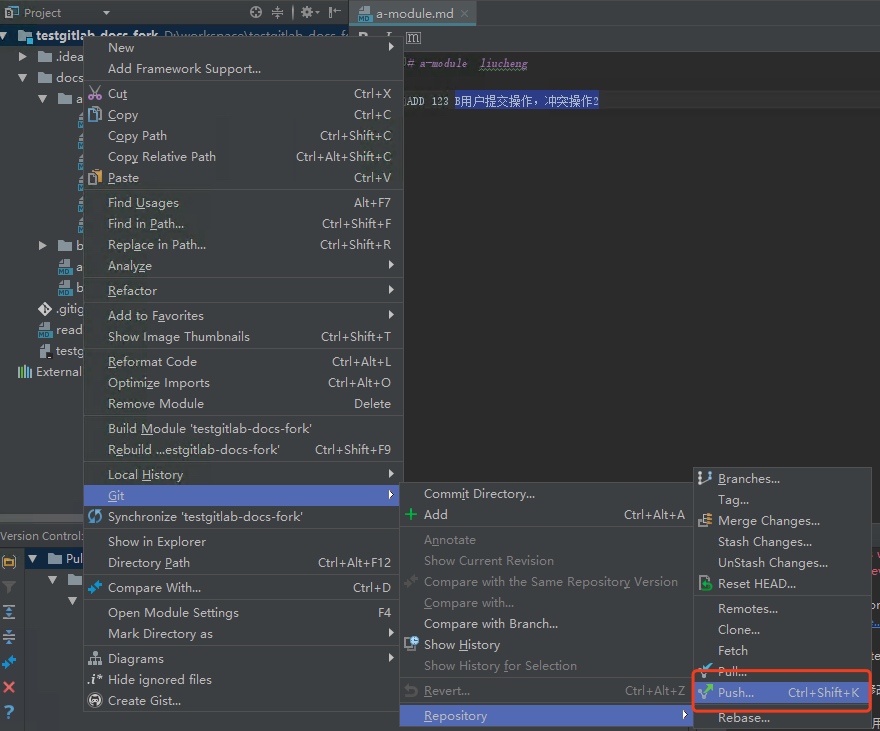 Project
a-module.md
testgitlab-docs-fork D:\workspace\testgitlab-docs-f
.idea
docs
.gitig
read
testg
External
# a-module liucheng
ADD 123 B用户提交操作，冲突操作2
New
Add Framework Support...
Cut Ctrl+X
Copy Ctrl+C
Copy Path Ctrl+Shift+C
Copy Relative Path Ctrl+Alt+Shift+C
Paste Ctrl+V
Find Usages Alt+F7
Find in Path... Ctrl+Shift+F
Replace in Path... Ctrl+Shift+R
Analyze
Refactor
Add to Favorites
Show Image Thumbnails Ctrl+Shift+T
Reformat Code Ctrl+Alt+L
Optimize Imports Ctrl+Alt+O
Remove Module Delete
Build Module 'testgitlab-docs-fork'
Rebuild ...estgitlab-docs-fork' Ctrl+Shift+F9
Local History
Git
Synchronize 'testgitlab-docs-fork'
Show in Explorer
Directory Path Ctrl+Alt+F12
Compare With... Ctrl+D
Open Module Settings F4
Mark Directory as
Diagrams
.i* Hide ignored files
Create Gist...
Version Control:
Pul
Commit Directory...
Add Ctrl+Alt+A
Annotate
Show Current Revision
Compare with the Same Repository Version
Compare with...
Compare with Branch...
Show History
Show History for Selection
Revert... Ctrl+Alt+Z
Repository
Branches...
Tag...
Merge Changes...
Stash Changes...
UnStash Changes...
Reset HEAD...
Remotes...
Clone...
Fetch
Pull...
Push... Ctrl+Shift+K
Rebase...